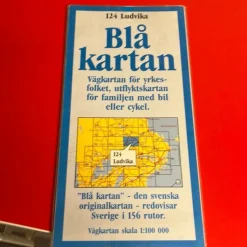 124 Ludvika
Blå
kartan
Vägkartan för yrkes-
folket, utflyktskartan
för familjen med bil
eller cykel.
124
Ludvika
"Blå kartan" - den svenska
originalkartan - redovisar
Sverige i 156 rutor.
Vägkartan skala 1:100 000